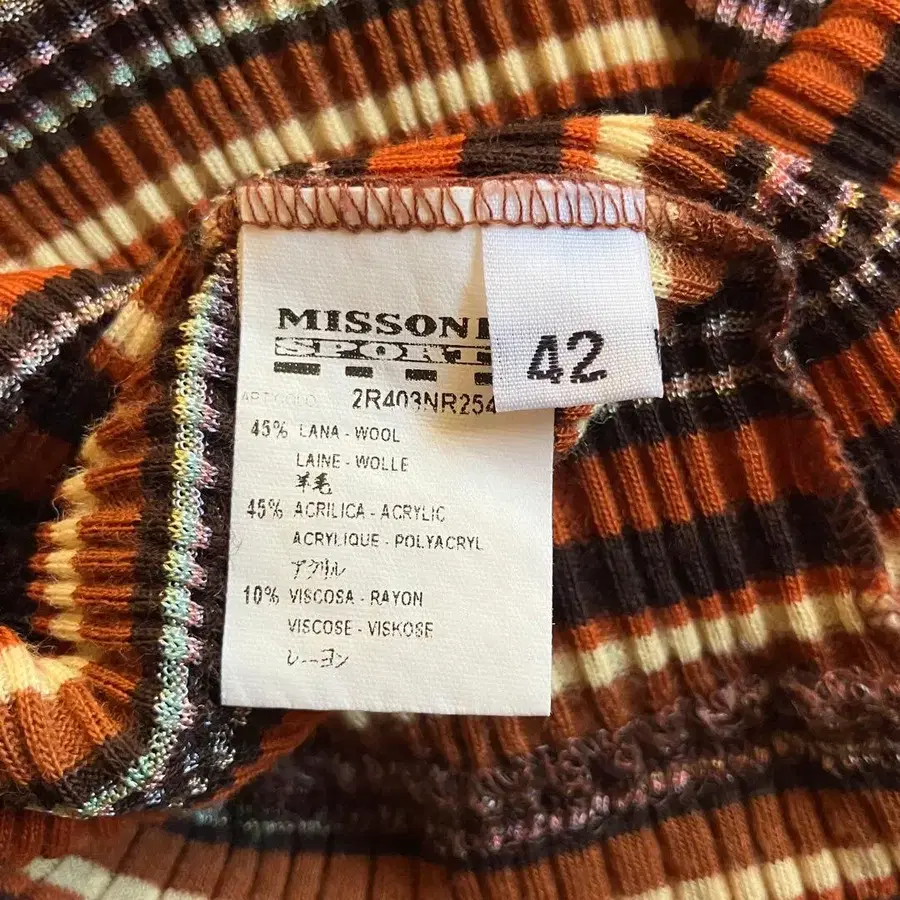 MISSONI
SPORT
42
ARTICOLO 2R403NR254
45% LANA - WOOL
LAINE - WOLLE
羊毛
45% ACRILICA - ACRYLIC
ACRYLIQUE - POLYACRYL
アクリル
10% VISCOSA - RAYON
VISCOSE - VISKOSE
レーヨン